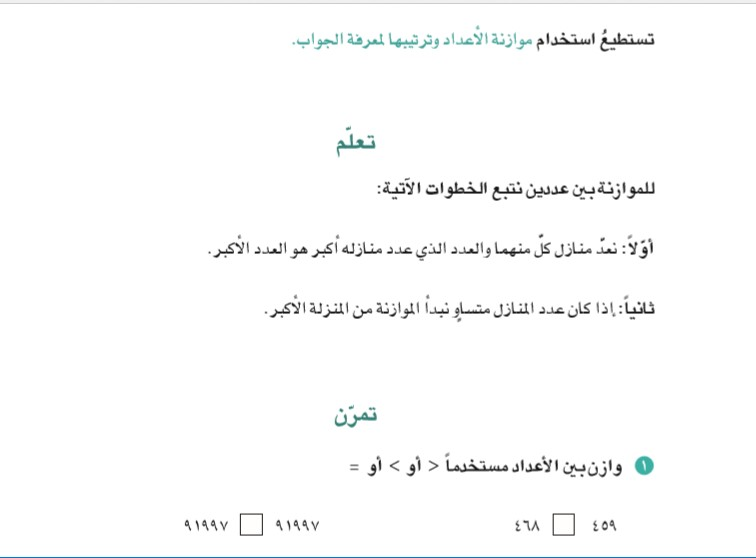 تستطيعُ استخدام موازنة الأعداد وترتيبها لمعرفة الجواب.
تعلّم
للموازنة بين عددين نتبع الخطوات الآتية:
أوّلاً: نعدّ منازل كلّ منهما والعدد الذي عدد منازله أكبر هو العدد الأكبر.
ثانياً: إذا كان عدد المنازل متساوٍ نبدأ الموازنة من المنزلة الأكبر.
تمرّن
١ وازن بين الأعداد مستخدماً > أو < أو =
٤٥٩ □ ٤٦٨ ٩١٩٩٧ □ ٩١٩٩٧